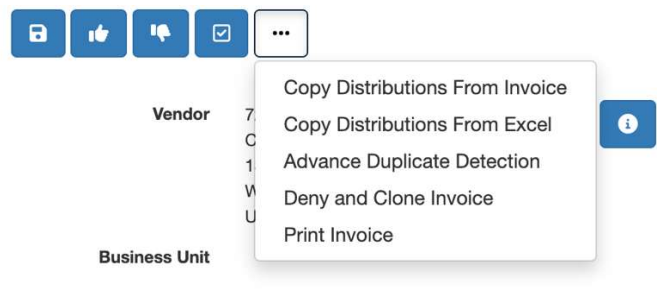 Copy Distributions From Invoice
Copy Distributions From Excel
Advance Duplicate Detection
Deny and Clone Invoice
Print Invoice
Vendor
Business Unit